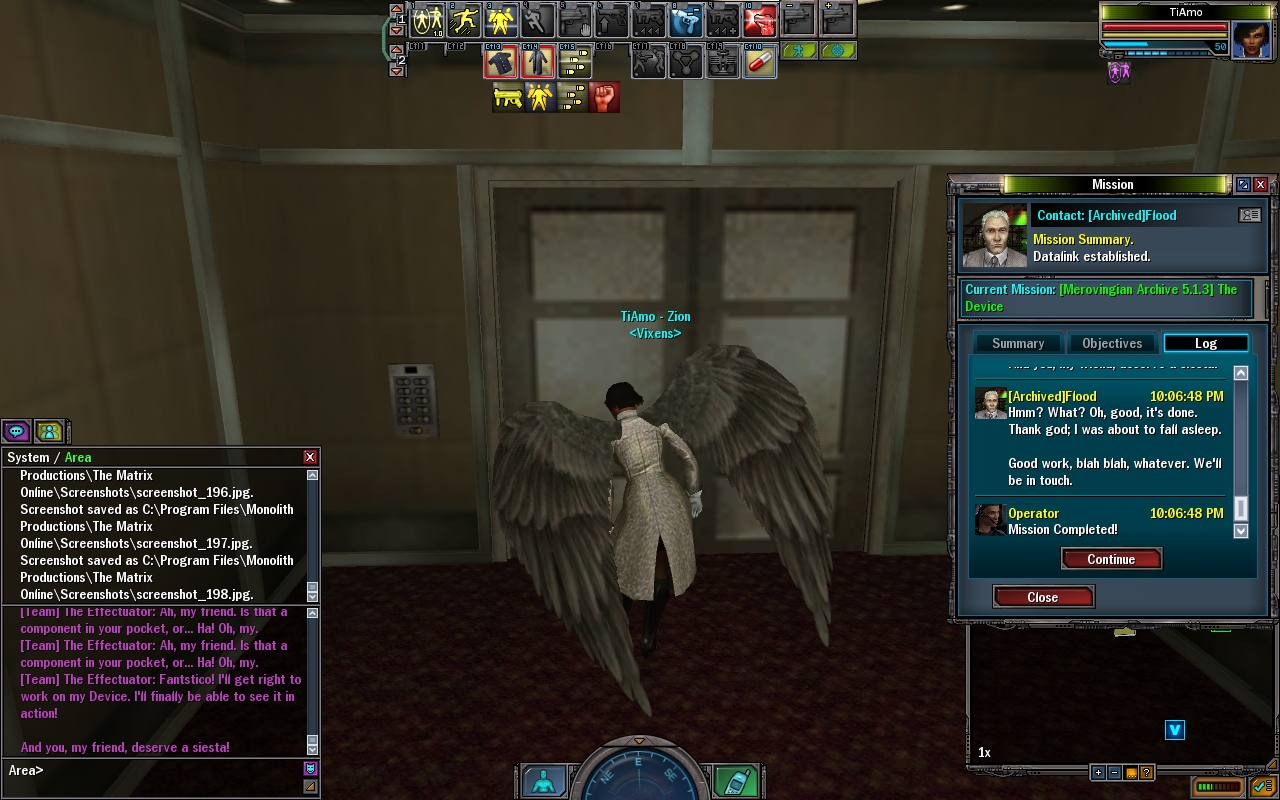 TiAmo
50
Mission
Contact: [Archived]Flood
Mission Summary.
Datalink established.
Current Mission: [Merovingian Archive 5.1.3] The
Device
Summary Objectives Log
[Archived]Flood 10:06:48 PM
Hmm? What? Oh, good, it's done.
Thank god; I was about to fall asleep.
Good work, blah blah, whatever. We'll
be in touch.
Operator 10:06:48 PM
Mission Completed!
Continue
Close
TiAmo - Zion
<Vixens>
System / Area
Productions\The Matrix
Online\Screenshots\screenshot_196.jpg.
Screenshot saved as C:\Program Files\Monolith
Productions\The Matrix
Online\Screenshots\screenshot_197.jpg.
Screenshot saved as C:\Program Files\Monolith
Productions\The Matrix
Online\Screenshots\screenshot_198.jpg.
[Team] The Effectuator: Ah, my friend. Is that a
component in your pocket, or... Ha! Oh, my.
[Team] The Effectuator: Ah, my friend. Is that a
component in your pocket, or... Ha! Oh, my.
[Team] The Effectuator: Fantstico! I'll get right to
work on my Device. I'll finally be able to see it in
action!
And you, my friend, deserve a siesta!
Area>
NE E SE
1x
V